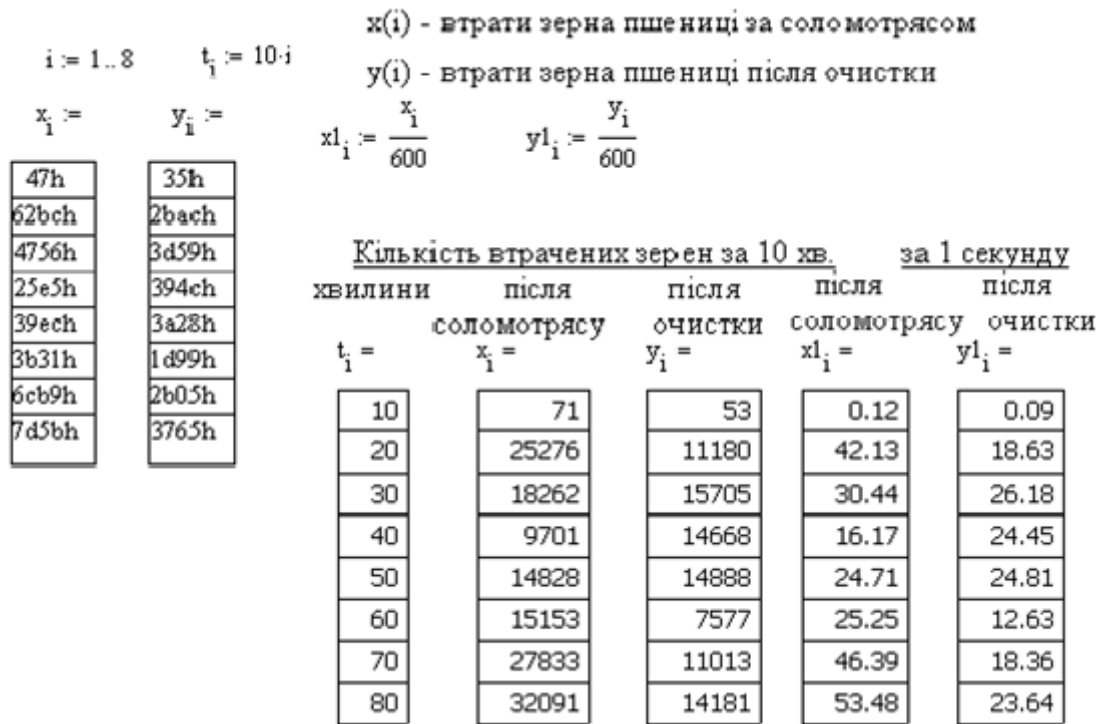 x(i) - втрати зерна пшениці за соломотрясом
i := 1..8 t_i := 10·i
y(i) - втрати зерна пшениці після очистки
x_i := y_i := x1_i := x_i/600 y1_i := y_i/600
47h 35h
62bch 2bach
4756h 3d59h
25e5h 394ch
39ech 3a28h
3b31h 1d99h
6cb9h 2b05h
7d5bh 3765h
Кількість втрачених зерен за 10 хв. за 1 секунду
хвилини після після після після
соломотрясу очистки соломотрясу очистки
t_i = x_i = y_i = x1_i = y1_i =
10 71 53 0.12 0.09
20 25276 11180 42.13 18.63
30 18262 15705 30.44 26.18
40 9701 14668 16.17 24.45
50 14828 14888 24.71 24.81
60 15153 7577 25.25 12.63
70 27833 11013 46.39 18.36
80 32091 14181 53.48 23.64